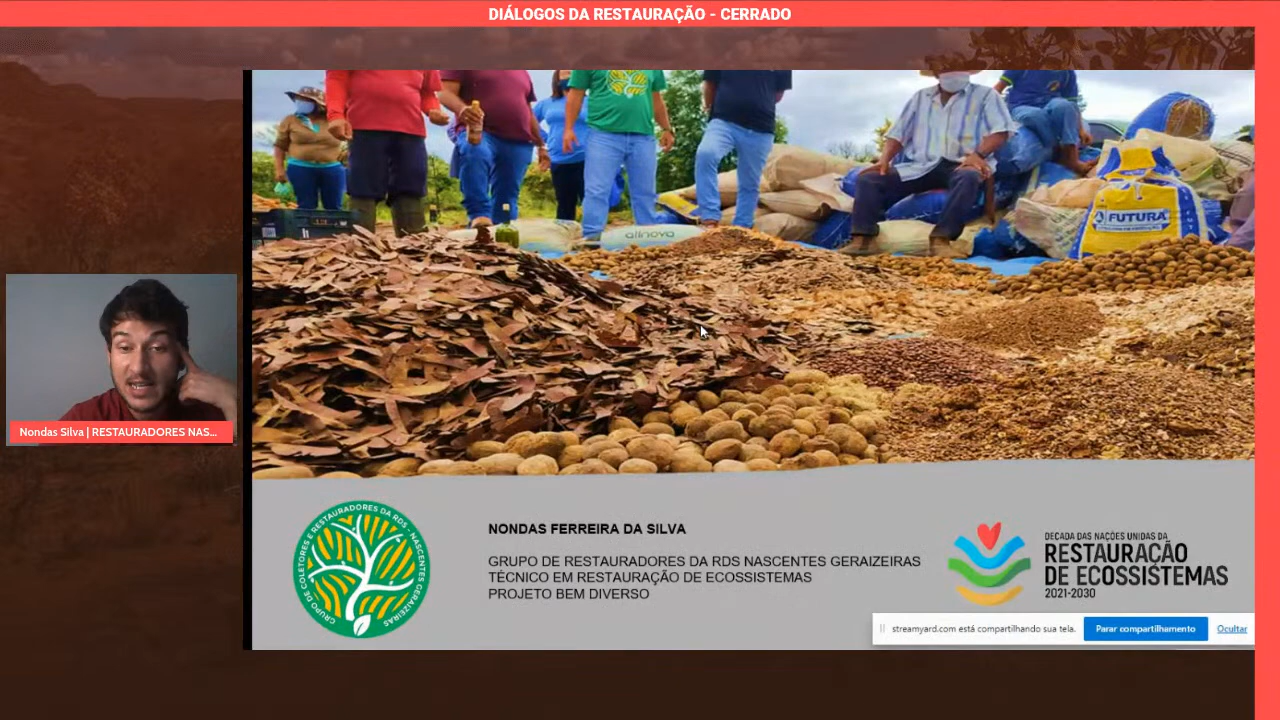 DIÁLOGOS DA RESTAURAÇÃO - CERRADO
FUTURA
allnova
Nondas Silva | RESTAURADORES NAS...
GRUPO DE COLETORES E RESTAURADORES DA RDS - NASCENTES GERAIZEIRAS
NONDAS FERREIRA DA SILVA
GRUPO DE RESTAURADORES DA RDS NASCENTES GERAIZEIRAS
TÉCNICO EM RESTAURAÇÃO DE ECOSSISTEMAS
PROJETO BEM DIVERSO
DÉCADA DAS NAÇÕES UNIDAS DA
RESTAURAÇÃO
DE ECOSSISTEMAS
2021-2030
streamyard.com está compartilhando sua tela.
Parar compartilhamento
Ocultar